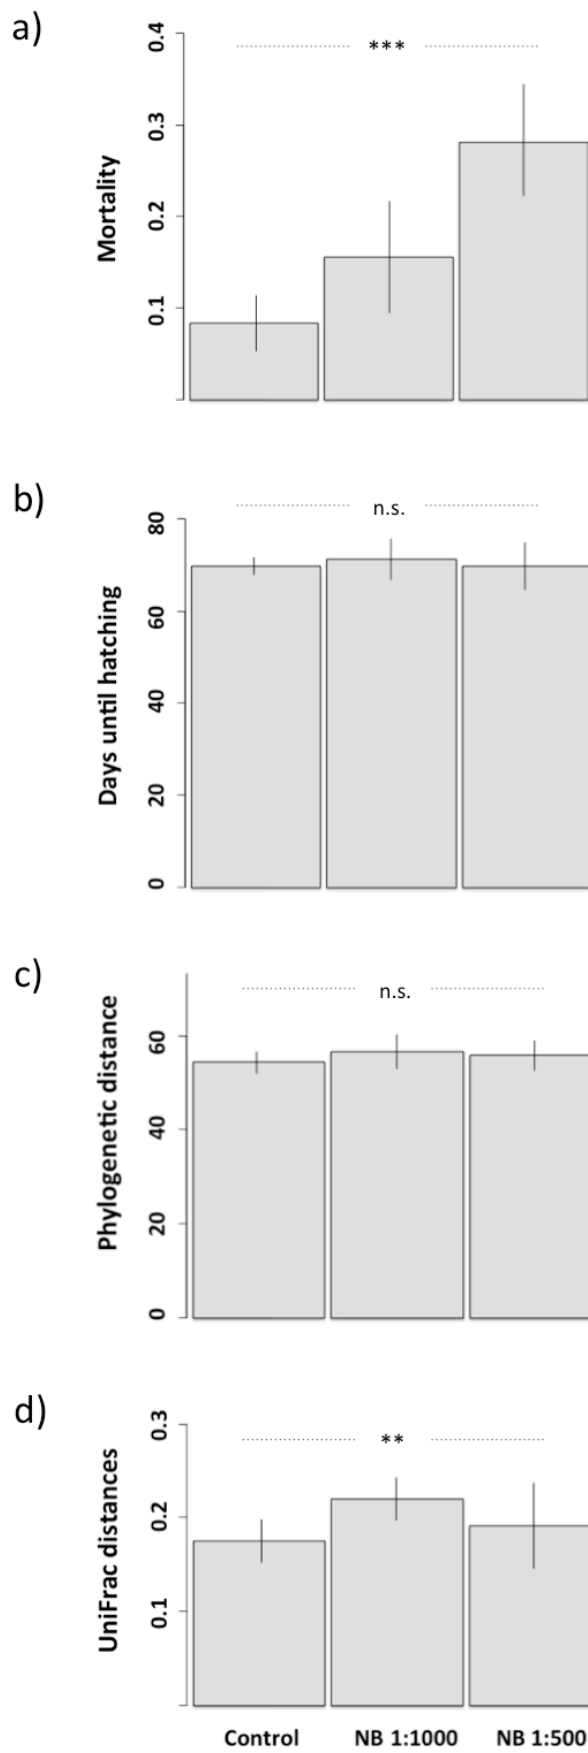 a)
Mortality
0.4
0.3
0.2
0.1
***
b)
Days until hatching
80
60
40
20
0
n.s.
c)
Phylogenetic distance
60
40
20
0
n.s.
d)
UniFrac distances
0.3
0.2
0.1
**
Control NB 1:1000 NB 1:500